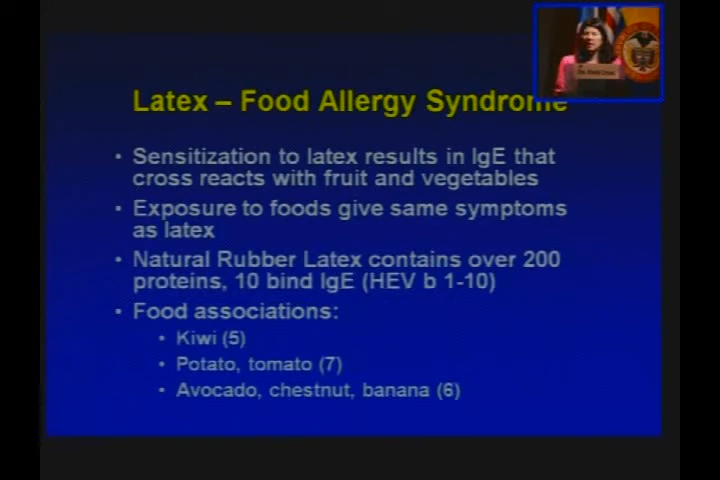 Latex – Food Allergy Syndrome
• Sensitization to latex results in IgE that
cross reacts with fruit and vegetables
• Exposure to foods give same symptoms
as latex
• Natural Rubber Latex contains over 200
proteins, 10 bind IgE (HEV b 1-10)
• Food associations:
• Kiwi (5)
• Potato, tomato (7)
• Avocado, chestnut, banana (6)